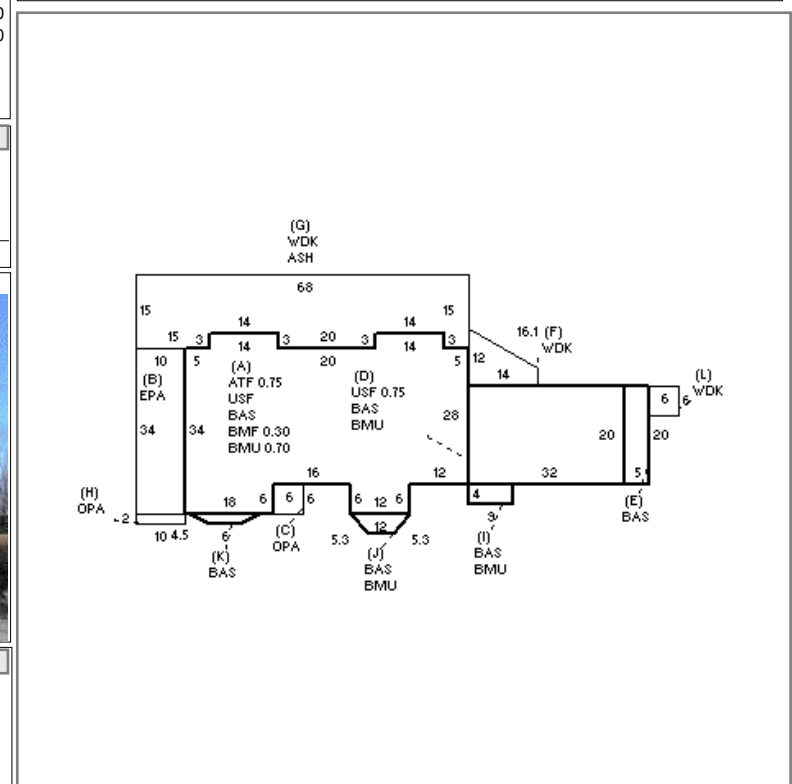 (G)
WDK
ASH
68
15 15
14 14
15 3 14 3 20 3 14 3
16.1 (F)
WDK
10 5 20 5 12
(B)
EPA
(A)
ATF 0.75
USF
BAS
BMF 0.30
BMU 0.70
(D)
USF 0.75
BAS
BMU
14
(L)
WDK
6 6
34 34 28 20 20
16 12 32 5
(H)
OPA
2
18 6 6 6 6 12 6 4
10 4.5 6 12
(K)
BAS
(C)
OPA
5.3 5.3
(J)
BAS
BMU
(I)
BAS
BMU
(E)
BAS